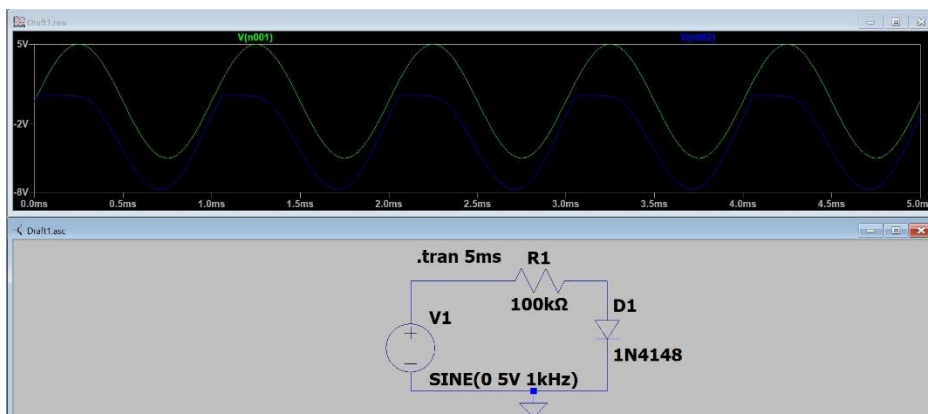 Draft1.raw
V(n001) V(n002)
5V
-2V
-8V
0.0ms 0.5ms 1.0ms 1.5ms 2.0ms 2.5ms 3.0ms 3.5ms 4.0ms 4.5ms 5.0m
Draft1.asc
.tran 5ms R1
100kΩ D1
V1
1N4148
SINE(0 5V 1kHz)